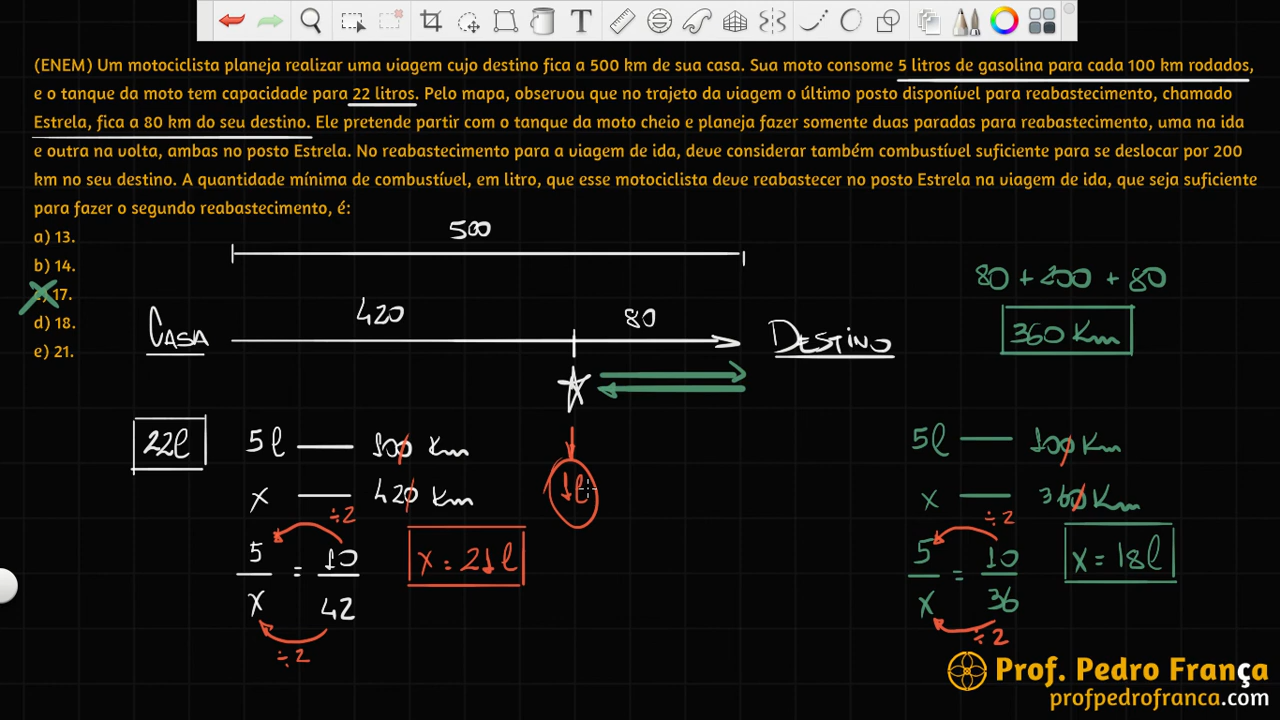 (ENEM) Um motociclista planeja realizar uma viagem cujo destino fica a 500 km de sua casa. Sua moto consome 5 litros de gasolina para cada 100 km rodados,
e o tanque da moto tem capacidade para 22 litros. Pelo mapa, observou que no trajeto da viagem o último posto disponível para reabastecimento, chamado
Estrela, fica a 80 km do seu destino. Ele pretende partir com o tanque da moto cheio e planeja fazer somente duas paradas para reabastecimento, uma na ida
e outra na volta, ambas no posto Estrela. No reabastecimento para a viagem de ida, deve considerar também combustível suficiente para se deslocar por 200
km no seu destino. A quantidade mínima de combustível, em litro, que esse motociclista deve reabastecer no posto Estrela na viagem de ida, que seja suficiente
para fazer o segundo reabastecimento, é:
a) 13.
b) 14.
c) 17.
d) 18.
e) 21.
500
420
80
CASA
DESTINO
80 + 200 + 80
360 Km
22l
5l — 100 Km
x — 420 Km
÷2
5/x = 10/42
÷2
x = 21l
1l
5l — 100 Km
x — 360 Km
÷2
5/x = 10/36
÷2
x = 18l
Prof. Pedro França
profpedrofranca.com